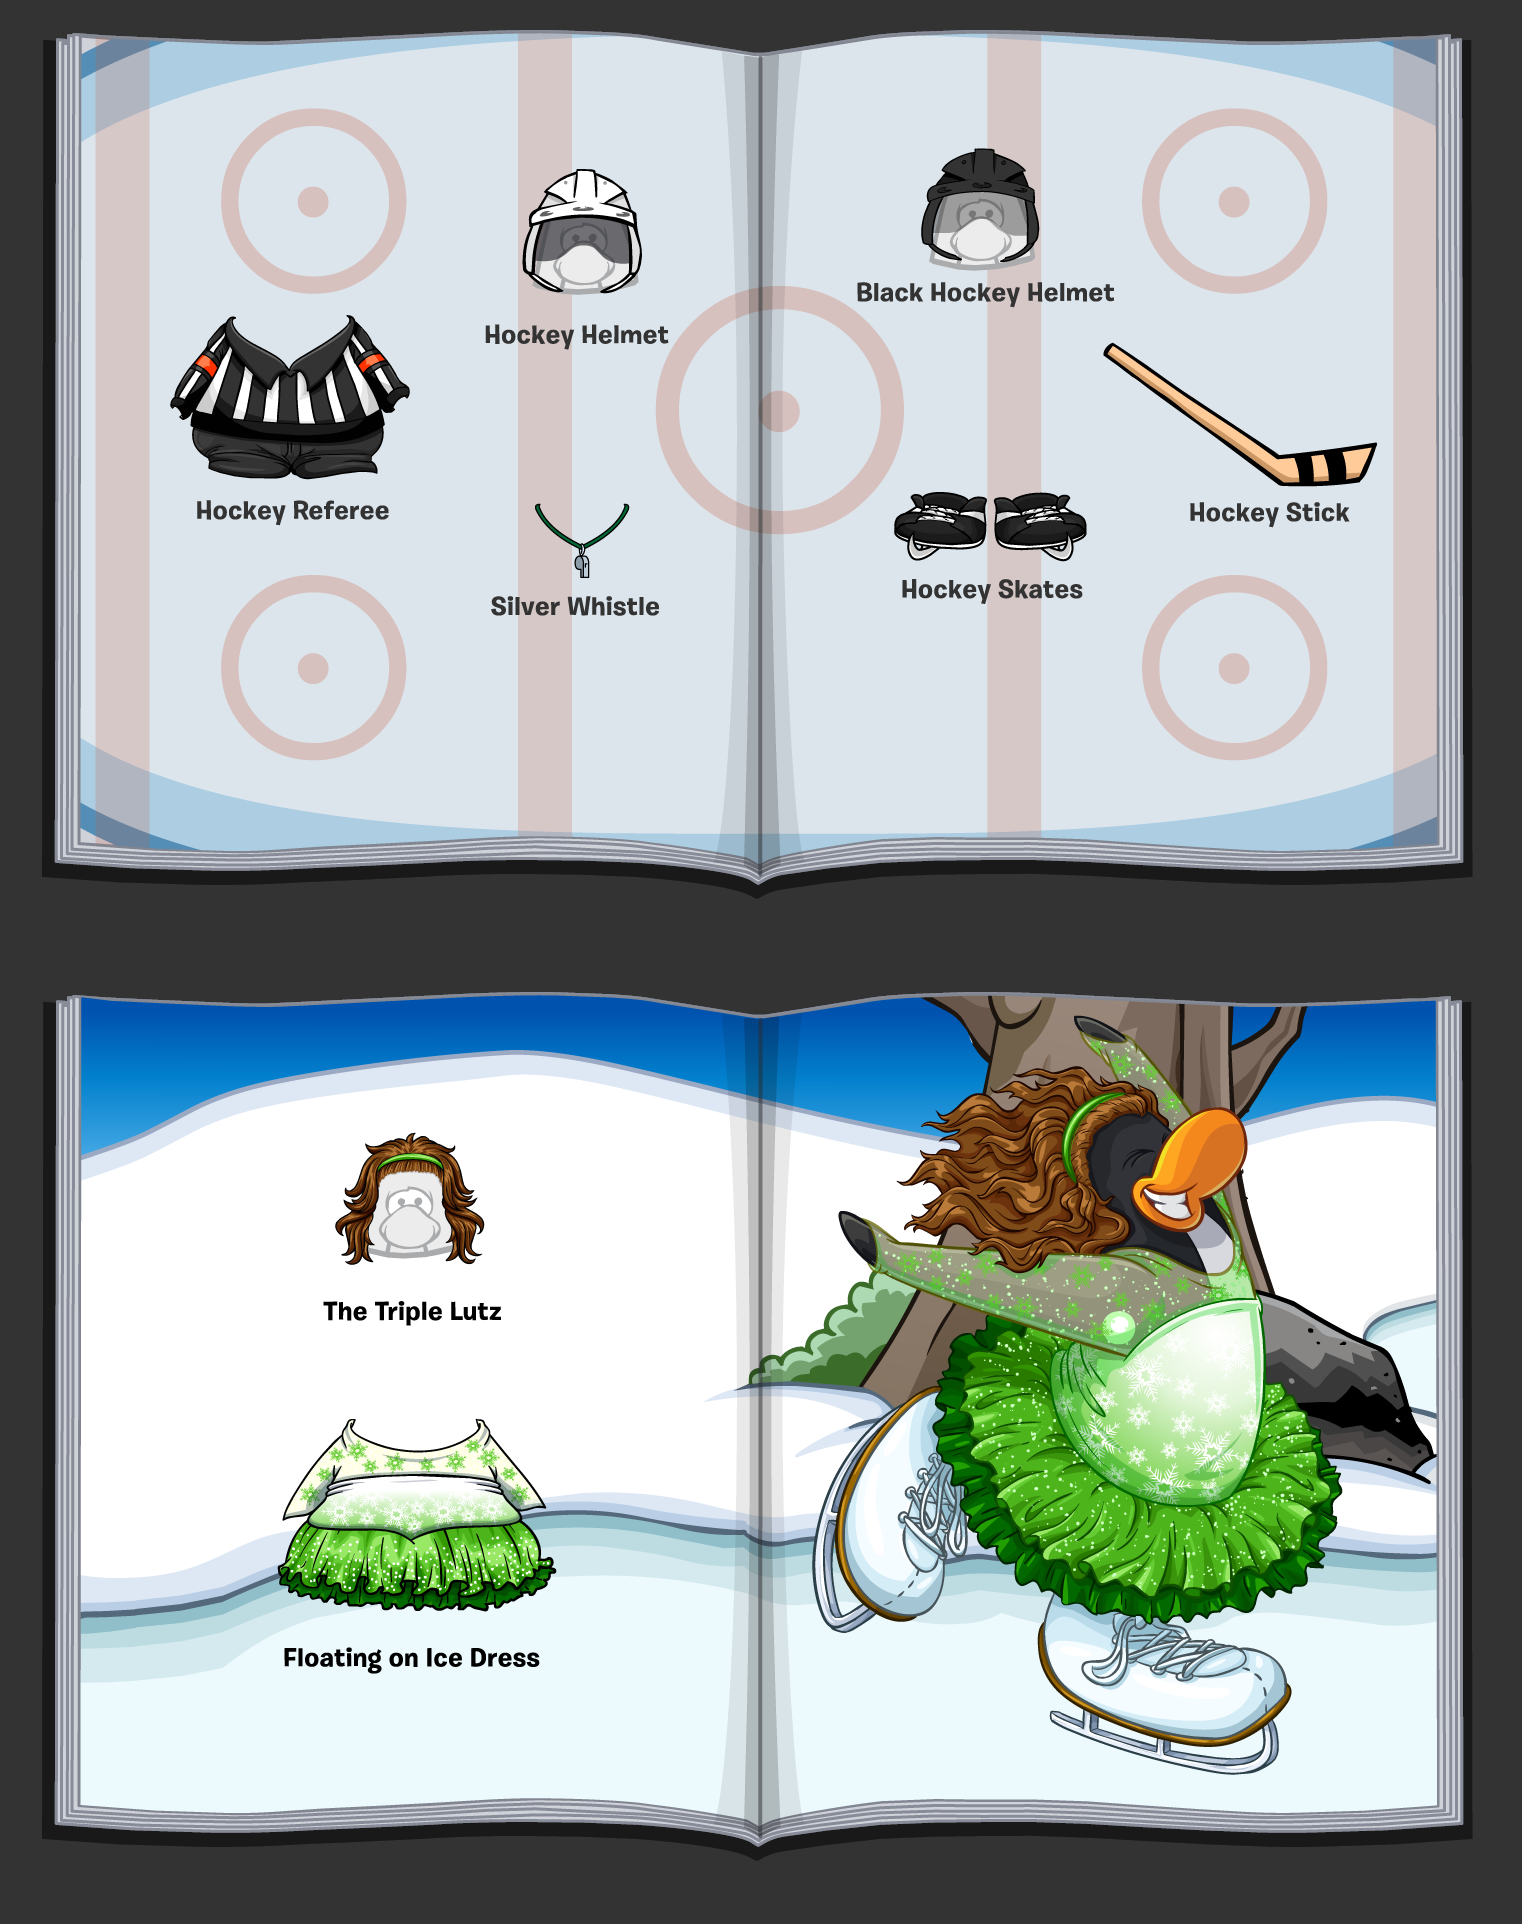 Hockey Helmet
Hockey Referee
Silver Whistle
Black Hockey Helmet
Hockey Stick
Hockey Skates
The Triple Lutz
Floating on Ice Dress